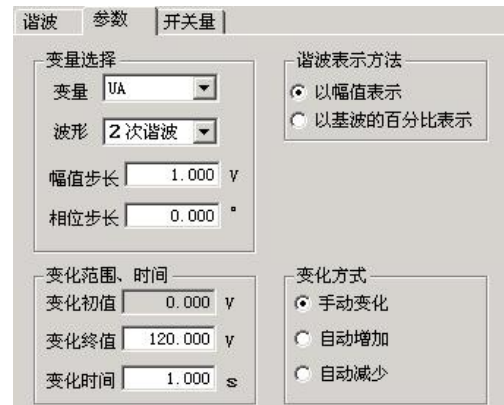 谐波 参数 开关量
变量选择
变量 UA
波形 2次谐波
幅值步长 1.000 V
相位步长 0.000 °
谐波表示方法
以幅值表示
以基波的百分比表示
变化范围、时间
变化初值 0.000 V
变化终值 120.000 V
变化时间 1.000 s
变化方式
手动变化
自动增加
自动减少